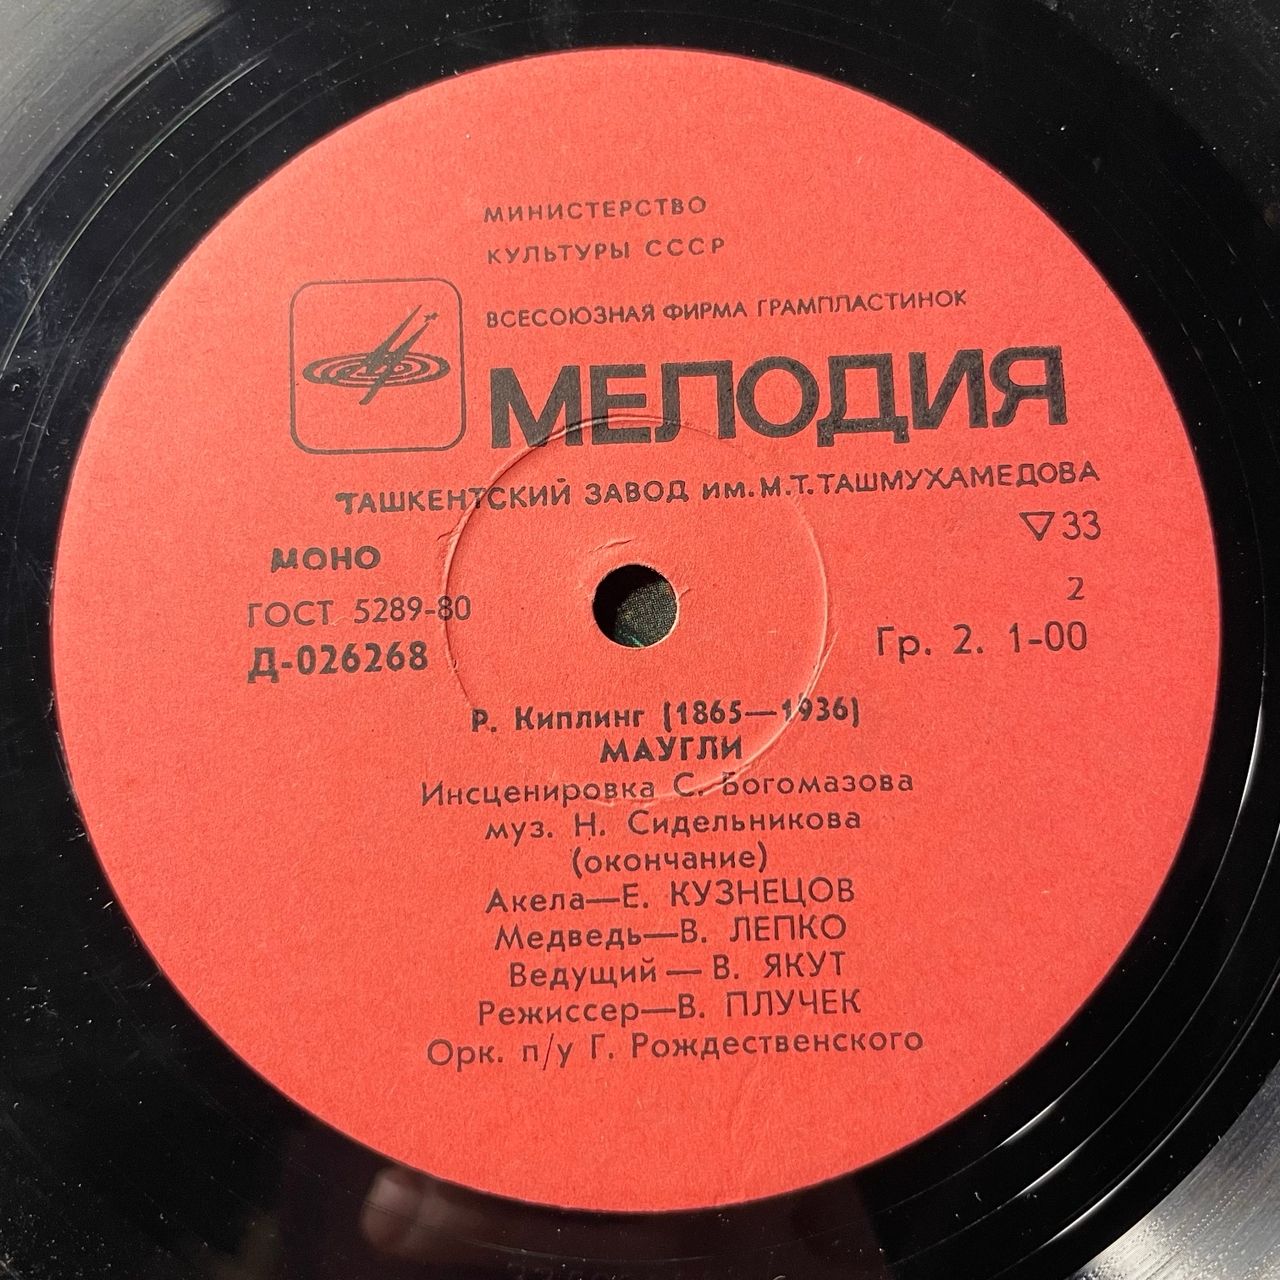 МИНИСТЕРСТВО
КУЛЬТУРЫ СССР
ВСЕСОЮЗНАЯ ФИРМА ГРАМПЛАСТИНОК
МЕЛОДИЯ
ТАШКЕНТСКИЙ ЗАВОД ИМ. М.Т. ТАШМУХАМЕДОВА
▽33
МОНО
2
ГОСТ 5289-80
Гр. 2. 1-00
Д-026268
Р. Киплинг (1865—1936)
МАУГЛИ
Инсценировка С. Богомазова
муз. Н. Сидельникова
(окончание)
Акела—Е. КУЗНЕЦОВ
Медведь—В. ЛЕПКО
Ведущий — В. ЯКУТ
Режиссер—В. ПЛУЧЕК
Орк. п/у Г. Рождественского